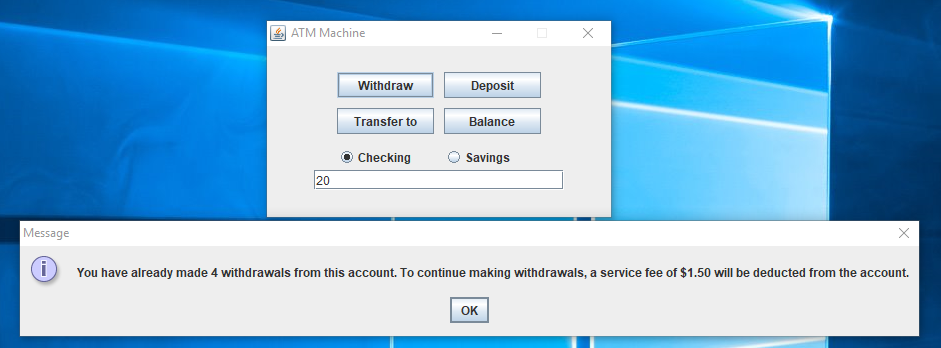 ATM Machine
Withdraw Deposit
Transfer to Balance
Checking Savings
20
Message
You have already made 4 withdrawals from this account. To continue making withdrawals, a service fee of $1.50 will be deducted from the account.
OK